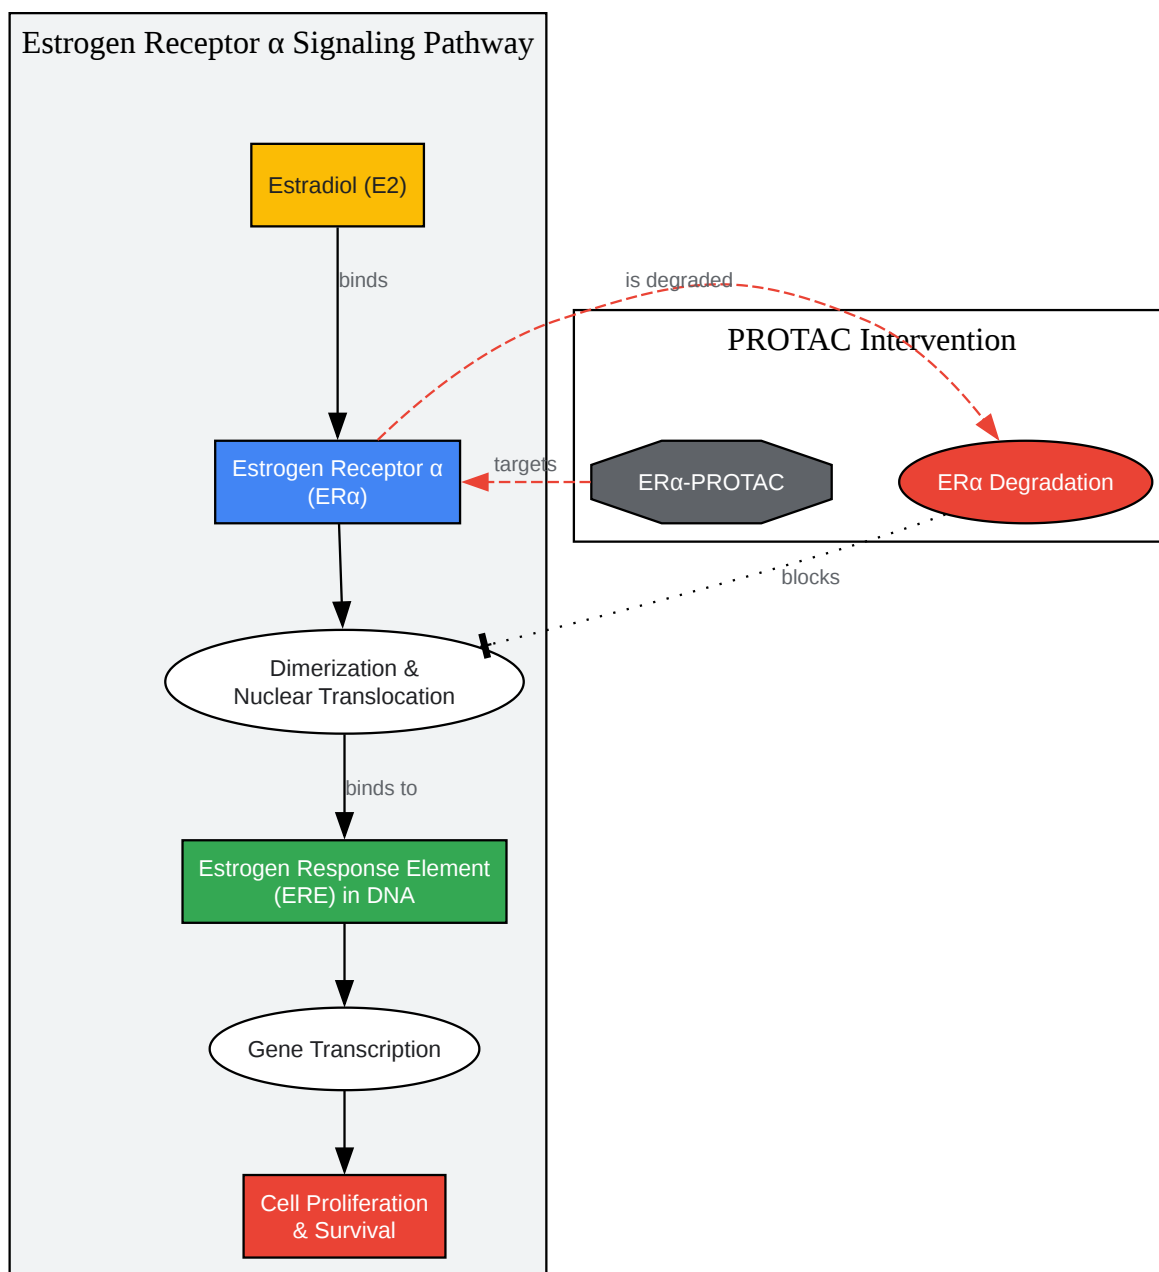 Estrogen Receptor α Signaling Pathway
Estradiol (E2)
binds
is degraded
PROTAC Intervention
Estrogen Receptor α
(ERα)
targets
ERα-PROTAC
ERα Degradation
blocks
Dimerization &
Nuclear Translocation
binds to
Estrogen Response Element
(ERE) in DNA
Gene Transcription
Cell Proliferation
& Survival